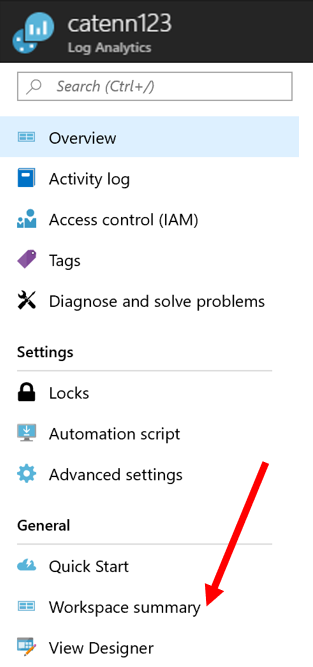 catenn123
Log Analytics
Search (Ctrl+/)
Overview
Activity log
Access control (IAM)
Tags
Diagnose and solve problems
Settings
Locks
Automation script
Advanced settings
General
Quick Start
Workspace summary
View Designer